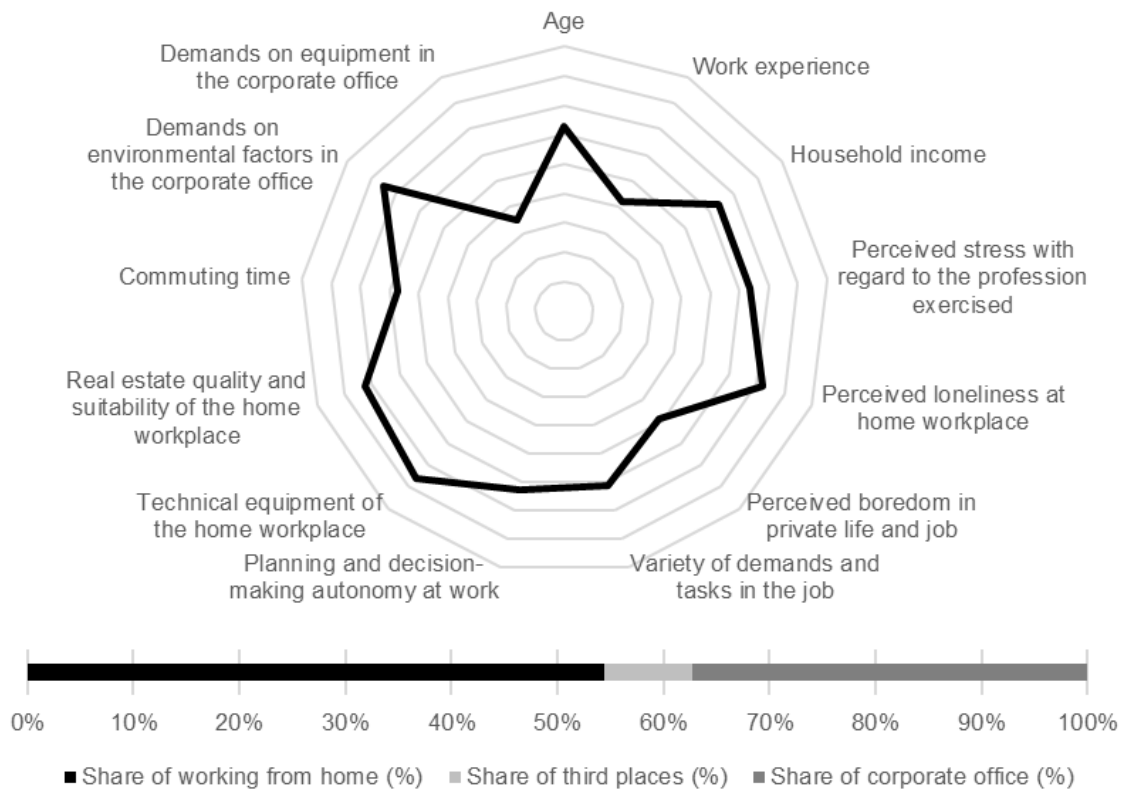 Age
Work experience
Household income
Perceived stress with
regard to the profession
exercised
Perceived loneliness at
home workplace
Perceived boredom in
private life and job
Variety of demands and
tasks in the job
Planning and decision-
making autonomy at work
Technical equipment of
the home workplace
Real estate quality and
suitability of the home
workplace
Commuting time
Demands on
environmental factors in
the corporate office
Demands on equipment in
the corporate office
0% 10% 20% 30% 40% 50% 60% 70% 80% 90% 100%
Share of working from home (%) Share of third places (%) Share of corporate office (%)